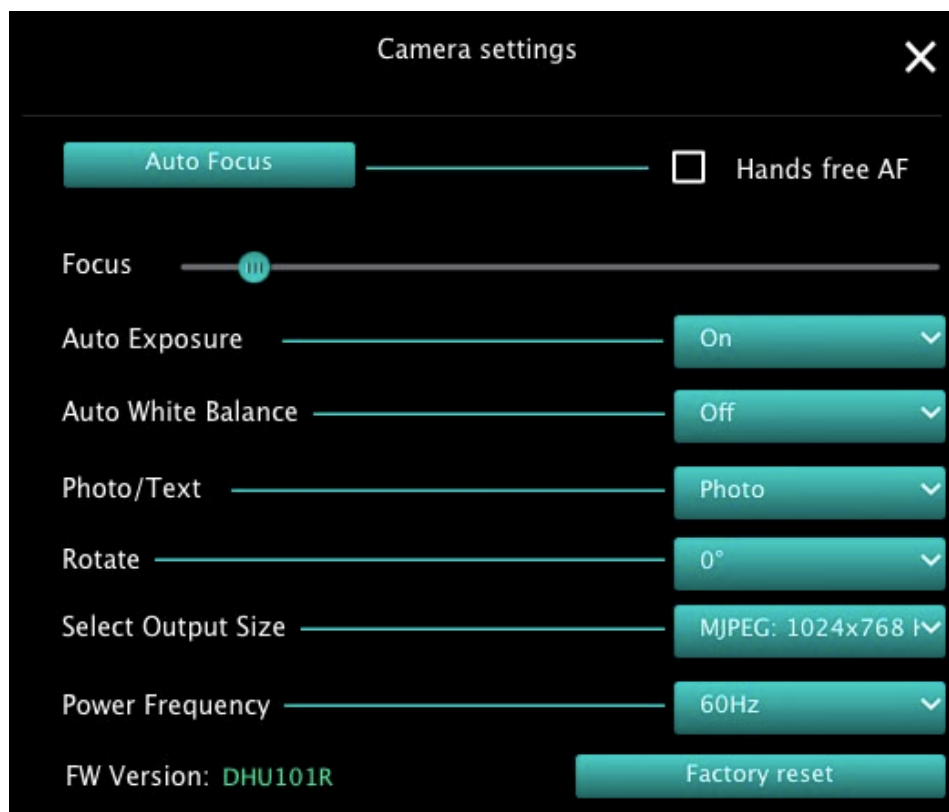 Camera settings
Auto Focus Hands free AF
Focus
Auto Exposure On
Auto White Balance Off
Photo/Text Photo
Rotate 0°
Select Output Size MJPEG: 1024x768
Power Frequency 60Hz
FW Version: DHU101R Factory reset